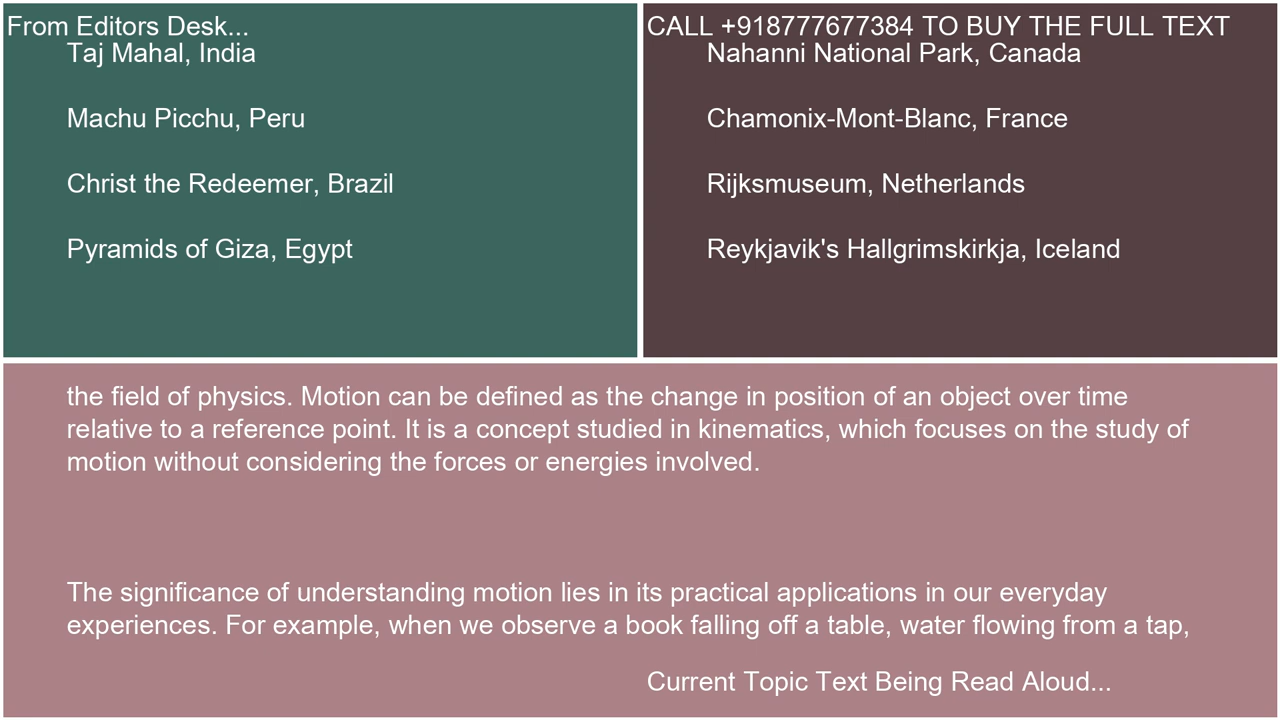 From Editors Desk...
Taj Mahal, India
Machu Picchu, Peru
Christ the Redeemer, Brazil
Pyramids of Giza, Egypt
CALL +918777677384 TO BUY THE FULL TEXT
Nahanni National Park, Canada
Chamonix-Mont-Blanc, France
Rijksmuseum, Netherlands
Reykjavik's Hallgrimskirkja, Iceland
the field of physics. Motion can be defined as the change in position of an object over time
relative to a reference point. It is a concept studied in kinematics, which focuses on the study of
motion without considering the forces or energies involved.
The significance of understanding motion lies in its practical applications in our everyday
experiences. For example, when we observe a book falling off a table, water flowing from a tap,
Current Topic Text Being Read Aloud...